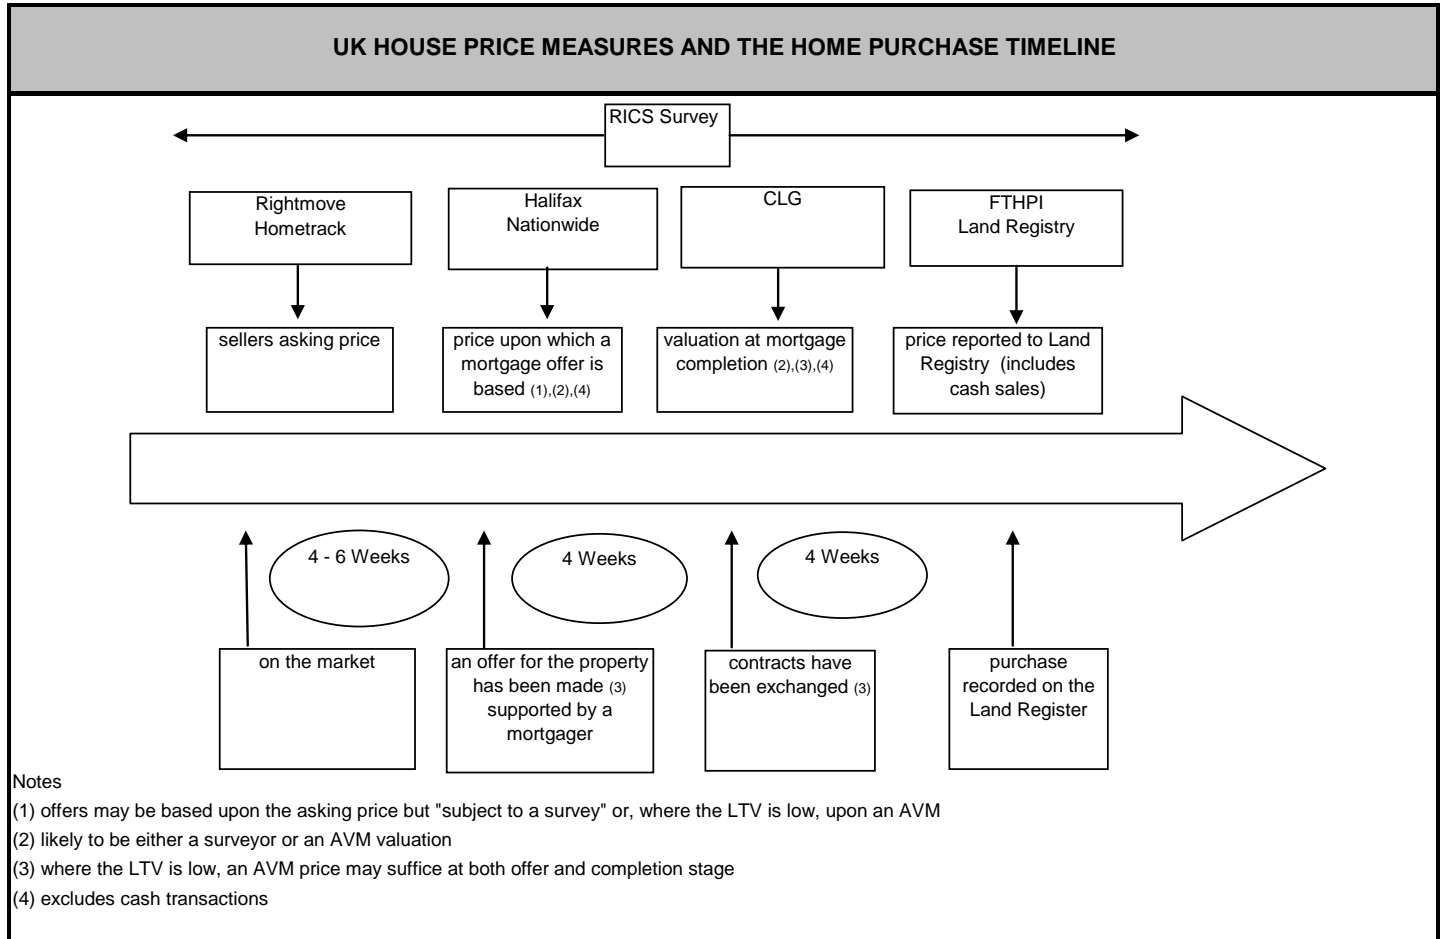 UK HOUSE PRICE MEASURES AND THE HOME PURCHASE TIMELINE
RICS Survey
Rightmove
Hometrack
Halifax
Nationwide
CLG
FTHPI
Land Registry
sellers asking price
price upon which a
mortgage offer is
based (1),(2),(4)
valuation at mortgage
completion (2),(3),(4)
price reported to Land
Registry (includes
cash sales)
4 - 6 Weeks
4 Weeks
4 Weeks
on the market
an offer for the property
has been made (3)
supported by a
mortgager
contracts have
been exchanged (3)
purchase
recorded on the
Land Register
Notes
(1) offers may be based upon the asking price but "subject to a survey" or, where the LTV is low, upon an AVM
(2) likely to be either a surveyor or an AVM valuation
(3) where the LTV is low, an AVM price may suffice at both offer and completion stage
(4) excludes cash transactions